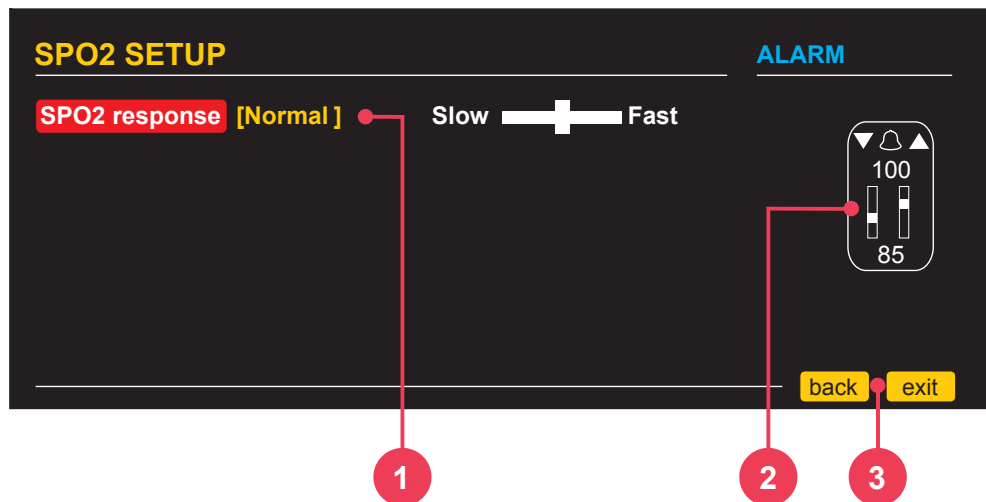 SPO2 SETUP
ALARM
SPO2 response [Normal ] Slow Fast
100
85
back exit
1 2 3